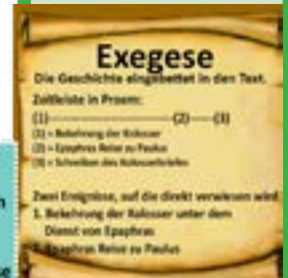 Exegese
Die Geschichte eingebettet in den Text.
Zeitleiste in Proem:
(1)---------------------------(2)-----(3)
(1) = Bekehrung der Kolosser
(2) = Epaphras Reise zu Paulus
(3) = Schreiben des Kolosserbriefes
Zwei Ereignisse, auf die direkt verwiesen wird
1. Bekehrung der Kolosser unter dem
Dienst von Epaphras
2. Epaphras Reise zu Paulus